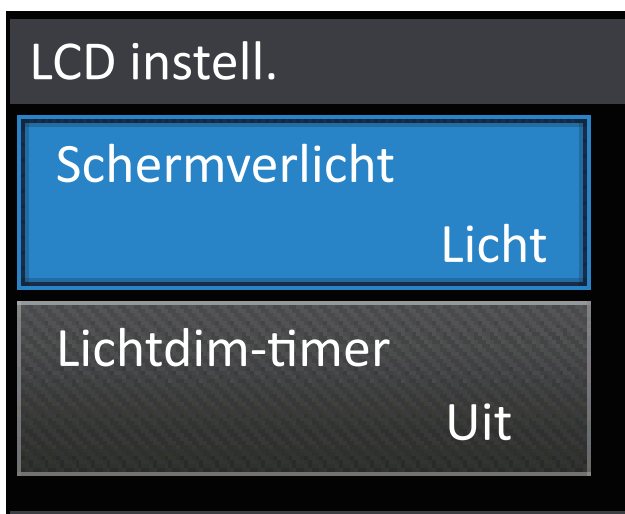 LCD instell.
Schermverlicht
Licht
Lichtdim-timer
Uit